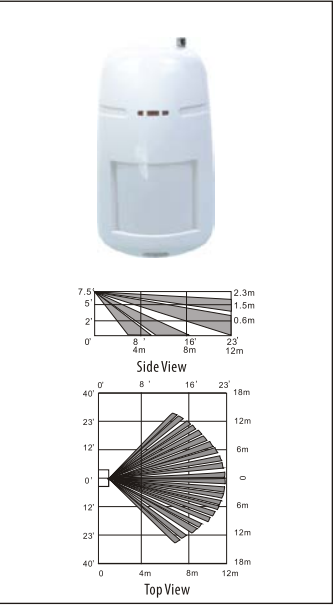 7.5' 2.3m
5' 1.5m
2' 0.6m
0' 8' 16' 23'
4m 8m 12m
Side View
0' 8' 16' 23'
40' 18m
23' 12m
12' 6m
0' 0
12' 6m
23' 12m
40' 18m
0 4m 8m 12m
Top View